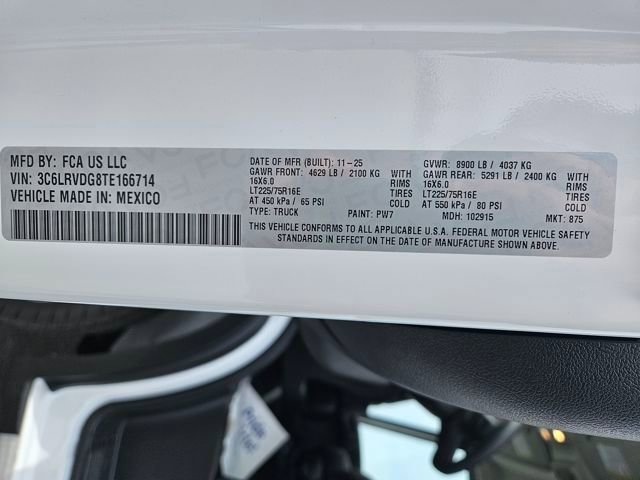 MFD BY: FCA US LLC
VIN: 3C6LRVDG8TE166714
VEHICLE MADE IN: MEXICO
DATE OF MFR (BUILT): 11-25
GVWR: 8900 LB / 4037 KG
GAWR FRONT: 4629 LB / 2100 KG
WITH
GAWR REAR: 5291 LB / 2400 KG
WITH
16X6.0
RIMS
16X6.0
RIMS
LT225/75R16E
TIRES
LT225/75R16E
TIRES
AT 450 kPa / 65 PSI
COLD
AT 550 kPa / 80 PSI
COLD
TYPE: TRUCK
PAINT: PW7
MDH: 102915
MKT: 875
THIS VEHICLE CONFORMS TO ALL APPLICABLE U.S.A. FEDERAL MOTOR VEHICLE SAFETY
STANDARDS IN EFFECT ON THE DATE OF MANUFACTURE SHOWN ABOVE.